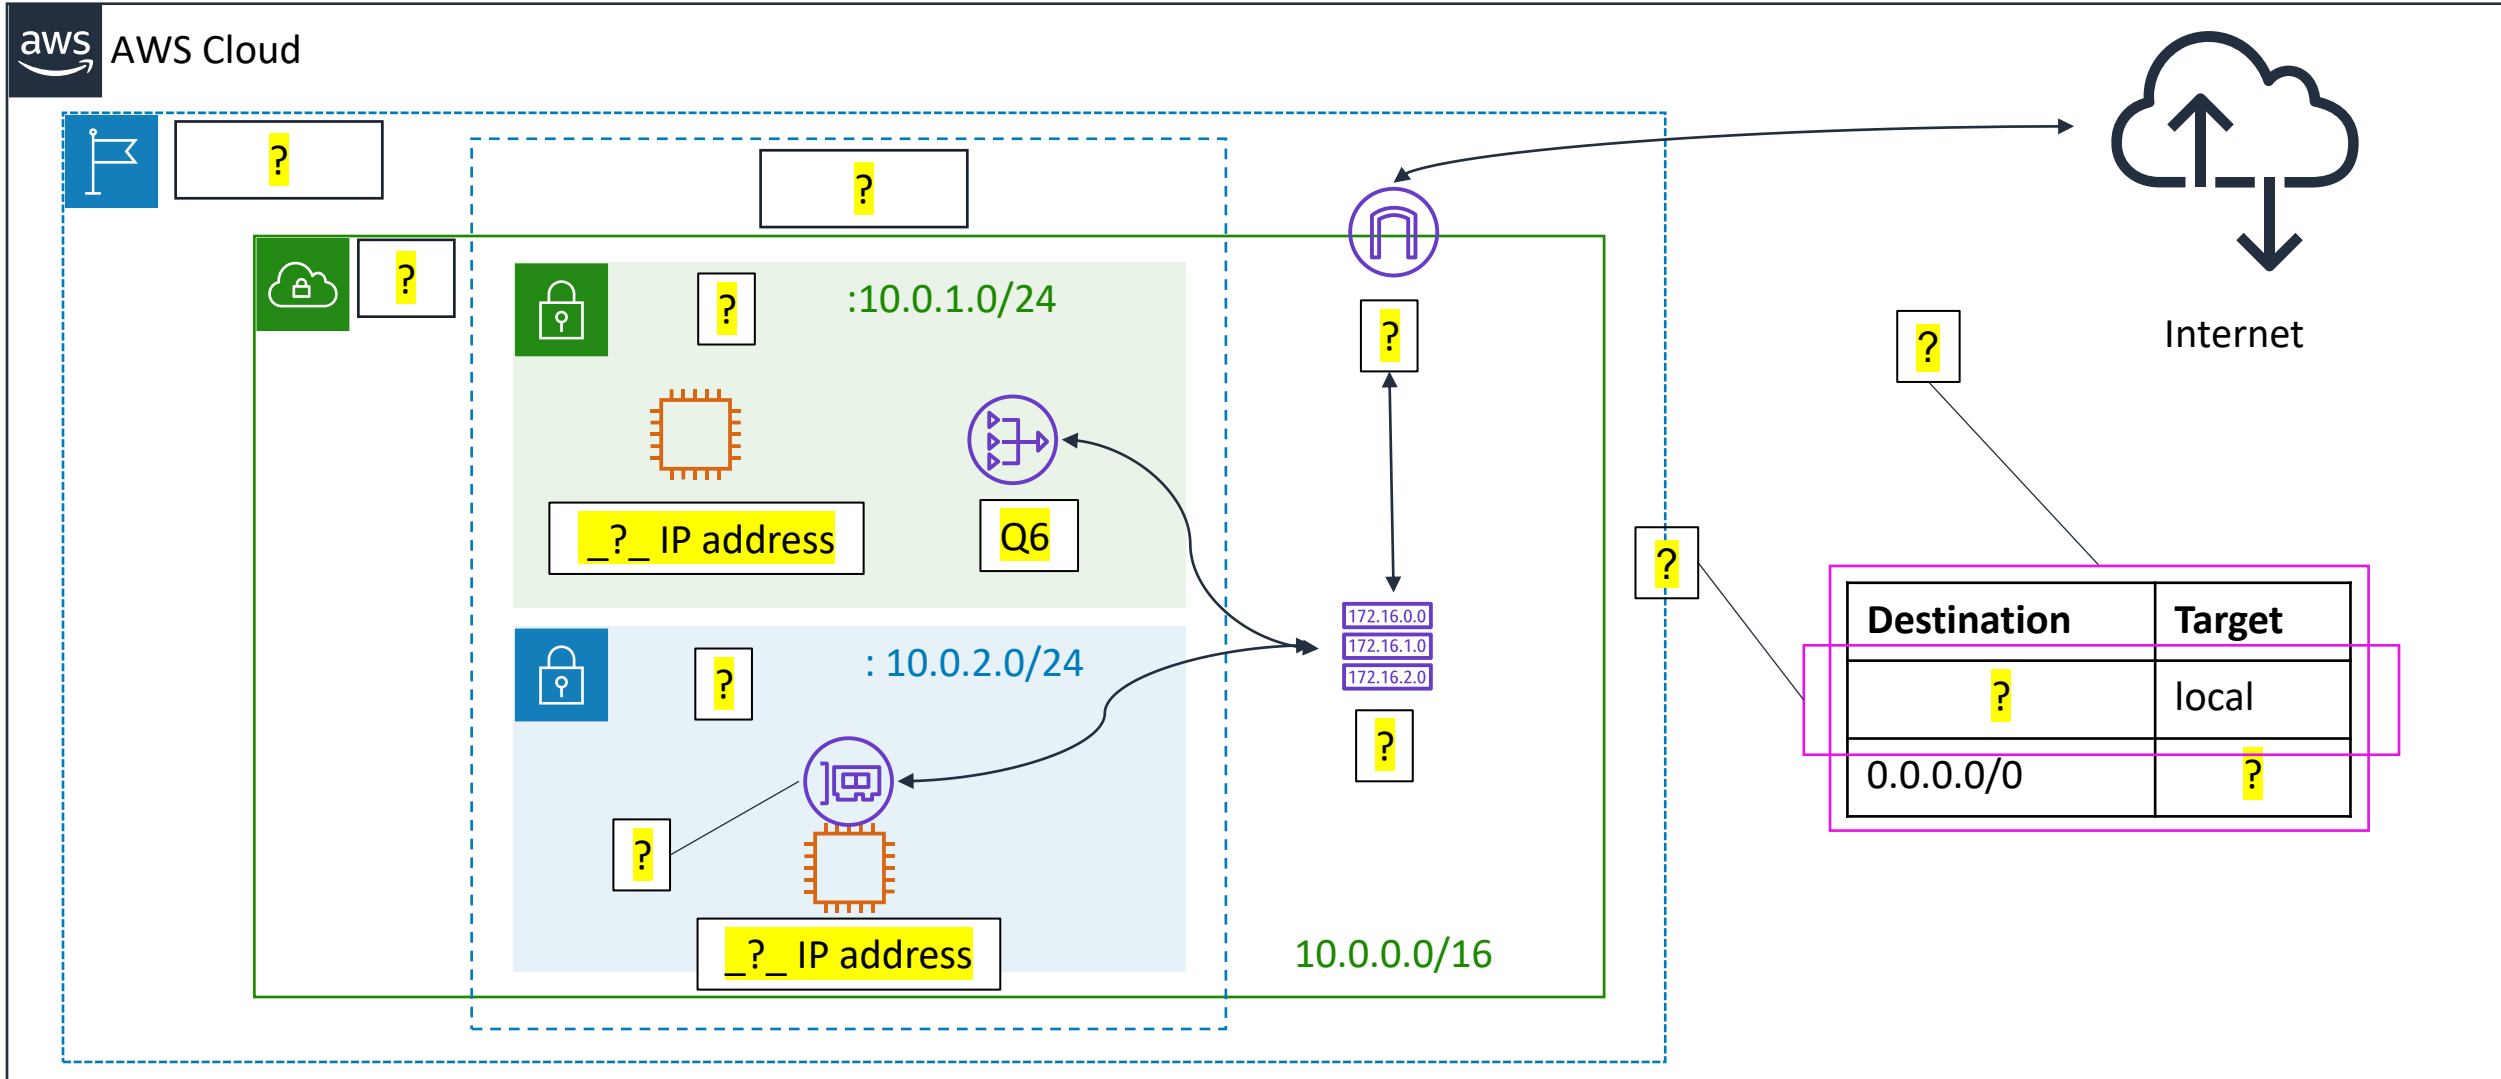 aws
AWS Cloud
?
?
?
?
:10.0.1.0/24
?
?
Internet
_?_ IP address
Q6
?
172.16.0.0
172.16.1.0
172.16.2.0
Destination
Target
?
: 10.0.2.0/24
?
local
?
0.0.0.0/0
?
?
_?_ IP address
10.0.0.0/16